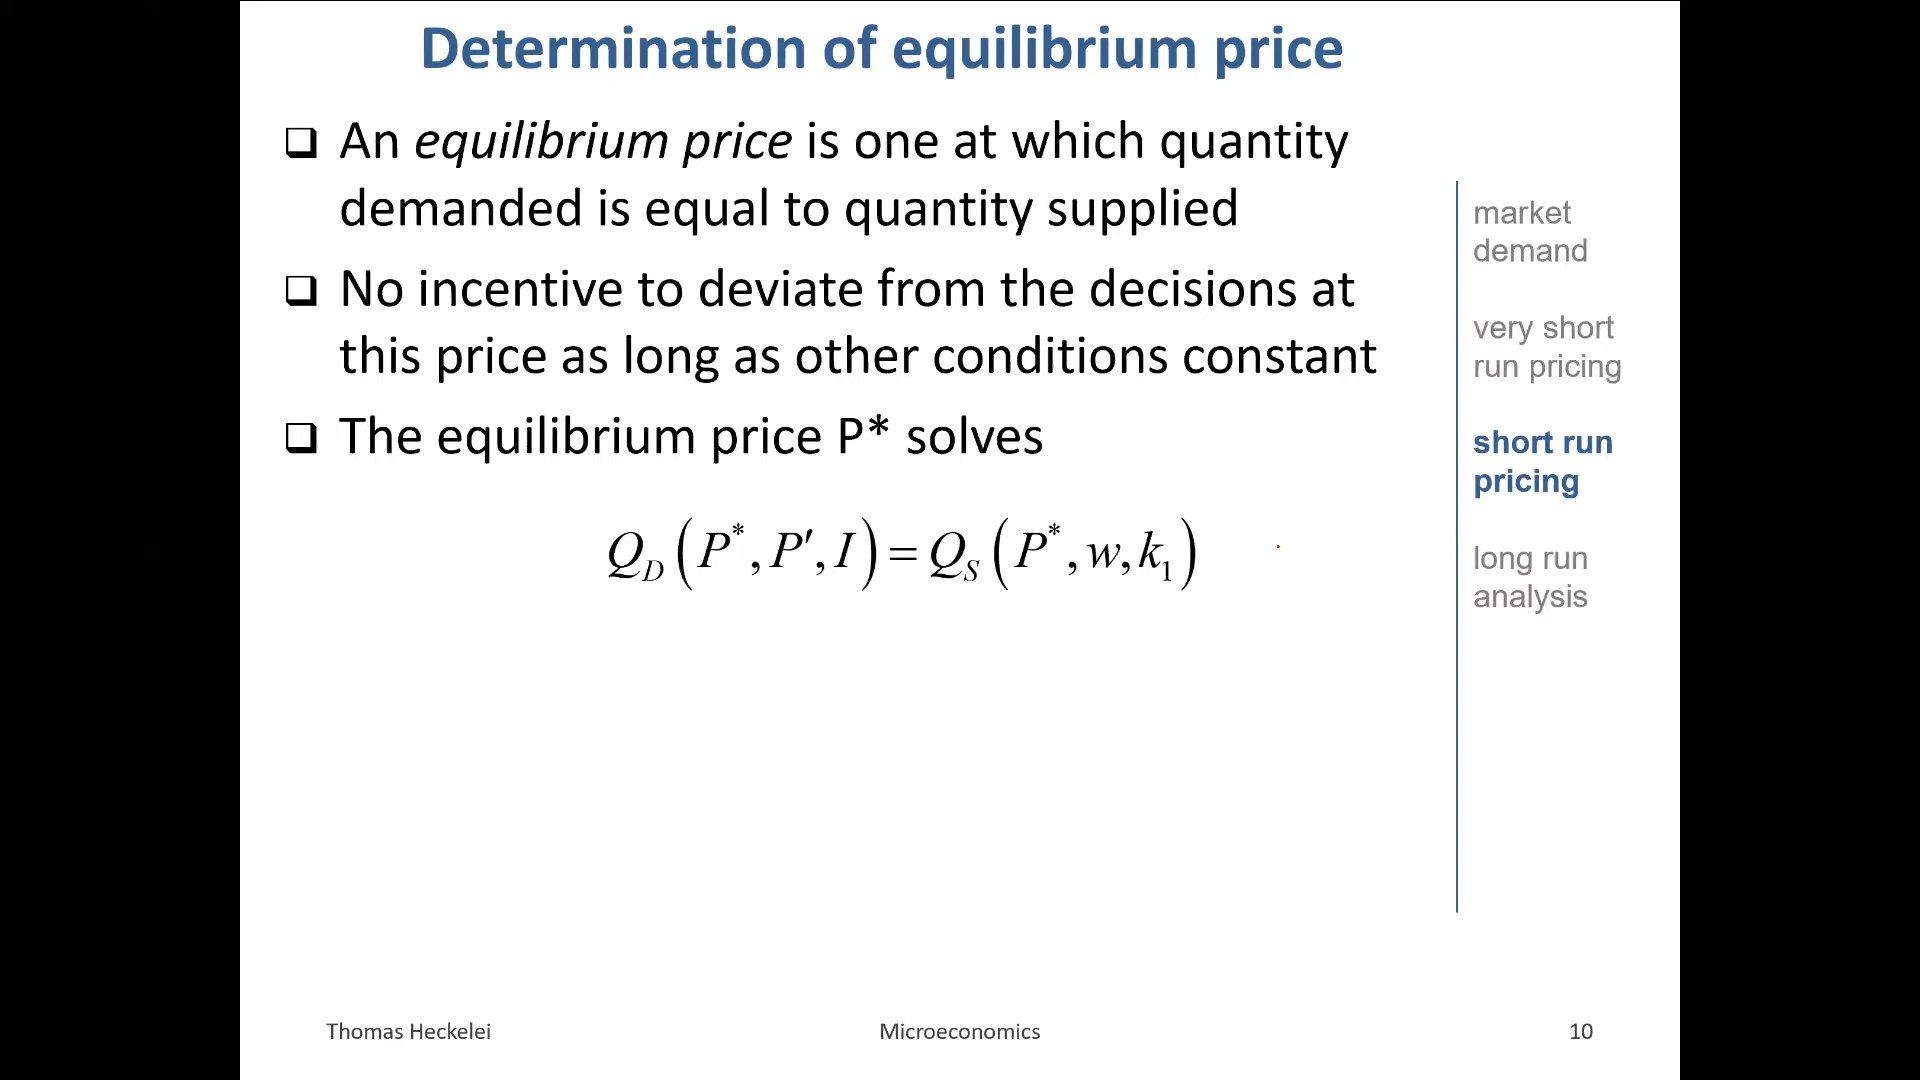 Determination of equilibrium price
❑ An equilibrium price is one at which quantity
demanded is equal to quantity supplied
❑ No incentive to deviate from the decisions at
this price as long as other conditions constant
❑ The equilibrium price P* solves
Q_D (P^*, P′, I) = Q_S (P^*, w, k_1)
market
demand
very short
run pricing
short run
pricing
long run
analysis
Thomas Heckelei
Microeconomics
10